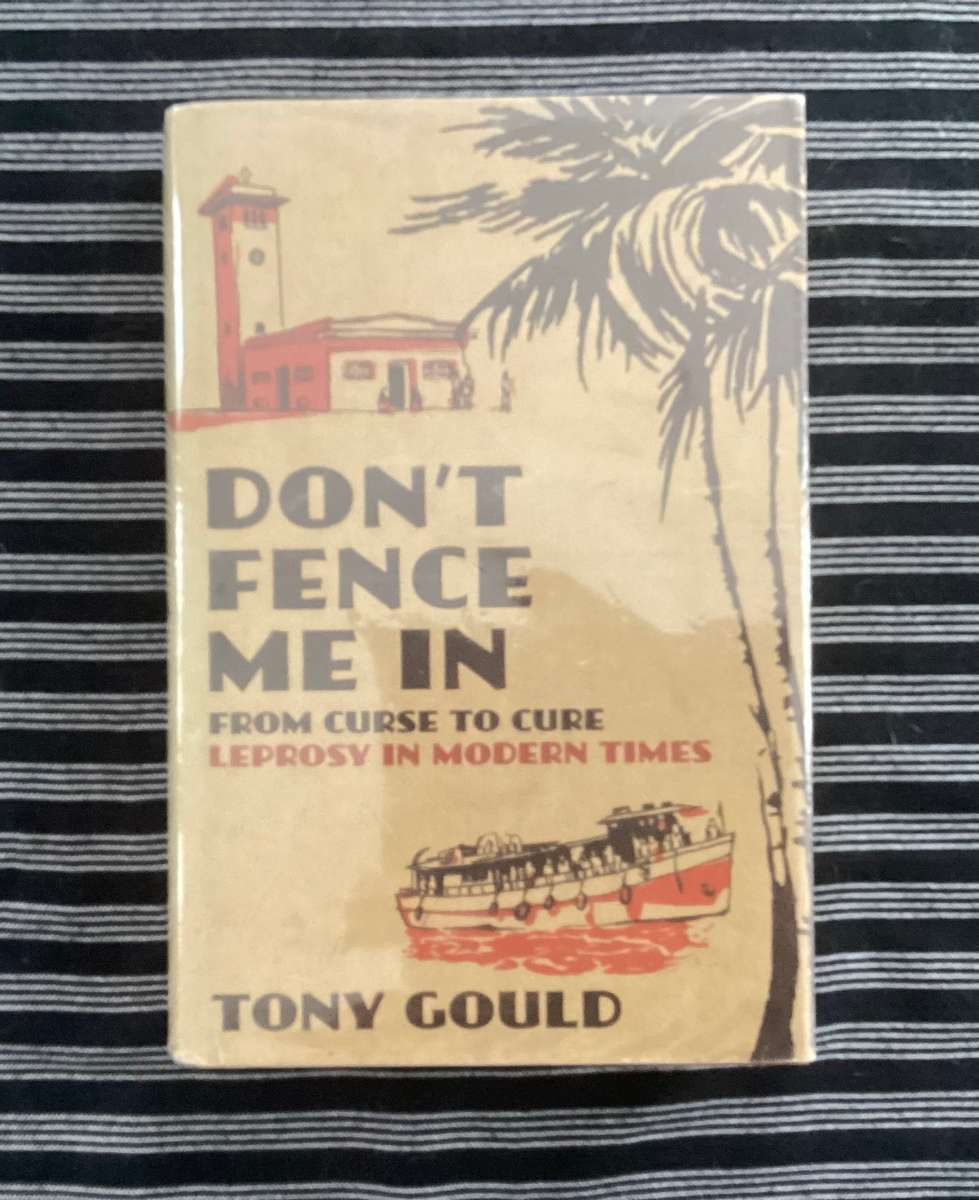 DON'T
FENCE
ME IN
FROM CURSE TO CURE
LEPROSY IN MODERN TIMES
TONY GOULD